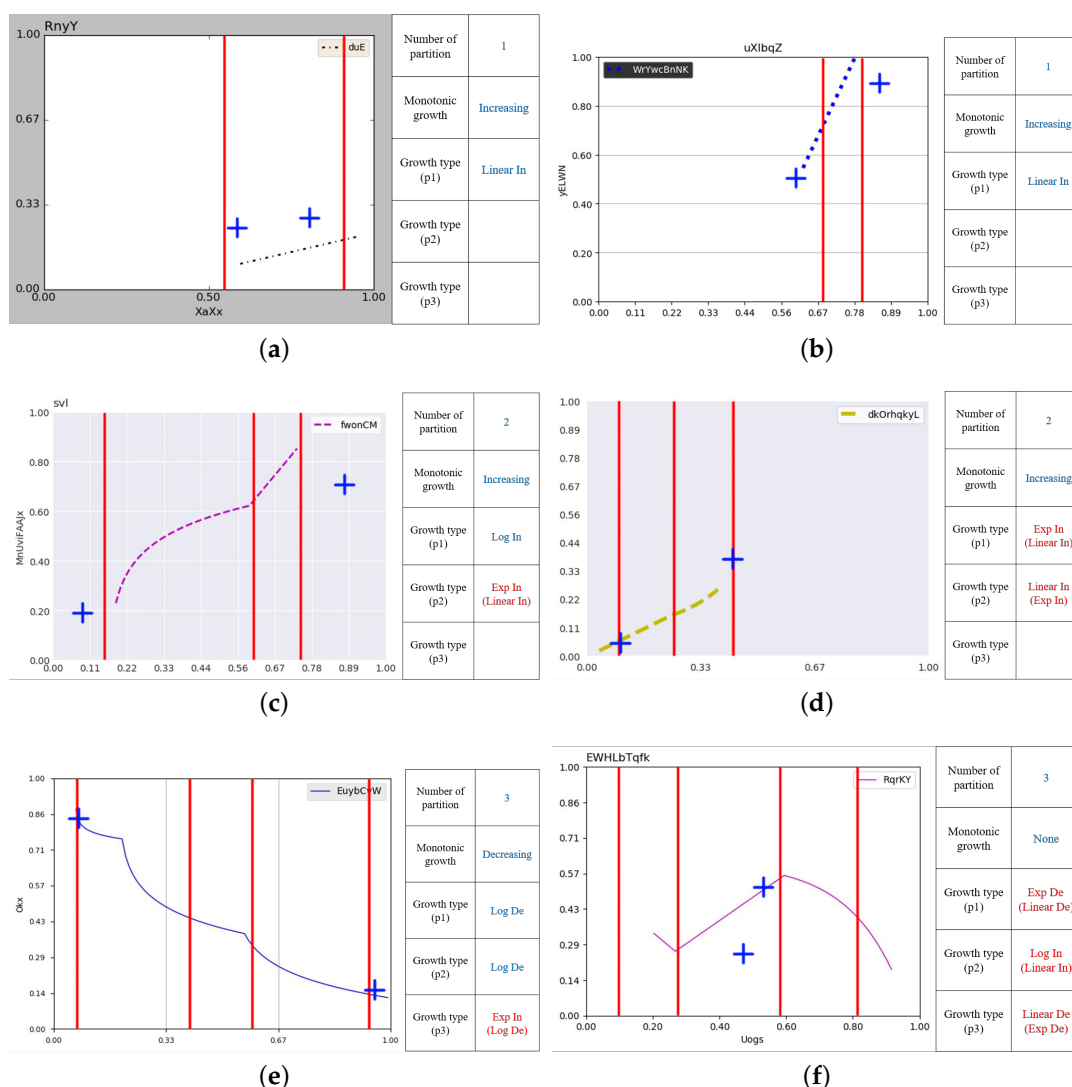 RnyY
duE
1.00
0.67
0.33
0.00
0.00 0.50 1.00
XaXx
Number of
partition
1
Monotonic
growth
Increasing
Growth type
(p1)
Linear In
Growth type
(p2)
Growth type
(p3)
(a)
uXIbqZ
WrYwcBnNK
yELWN
1.00
0.80
0.60
0.40
0.20
0.00
0.00 0.11 0.22 0.33 0.44 0.56 0.67 0.78 0.89 1.00
Number of
partition
1
Monotonic
growth
Increasing
Growth type
(p1)
Linear In
Growth type
(p2)
Growth type
(p3)
(b)
svl
fwonCM
MnUviFAAJx
1.00
0.80
0.60
0.40
0.20
0.00
0.00 0.11 0.22 0.33 0.44 0.56 0.67 0.78 0.89 1.00
Number of
partition
2
Monotonic
growth
Increasing
Growth type
(p1)
Log In
Growth type
(p2)
Exp In
(Linear In)
Growth type
(p3)
(c)
dkOrhqkyL
1.00
0.89
0.78
0.67
0.56
0.44
0.33
0.22
0.11
0.00
0.00 0.33 0.67 1.00
Number of
partition
2
Monotonic
growth
Increasing
Growth type
(p1)
Exp In
(Linear In)
Growth type
(p2)
Linear In
(Exp In)
Growth type
(p3)
(d)
Okx
1.00
0.86
0.71
0.57
0.43
0.29
0.14
0.00
0.00 0.33 0.67 1.00
Number of
partition
3
Monotonic
growth
Decreasing
Growth type
(p1)
Log De
Growth type
(p2)
Log De
Growth type
(p3)
Exp In
(Log De)
(e)
EWHLbTqfk
RqrKY
1.00
0.86
0.71
0.57
0.43
0.29
0.14
0.00
0.00 0.20 0.40 0.60 0.80 1.00
Uogs
Number of
partition
3
Monotonic
growth
None
Growth type
(p1)
Exp De
(Linear De)
Growth type
(p2)
Log In
(Linear In)
Growth type
(p3)
Linear De
(Exp De)
(f)